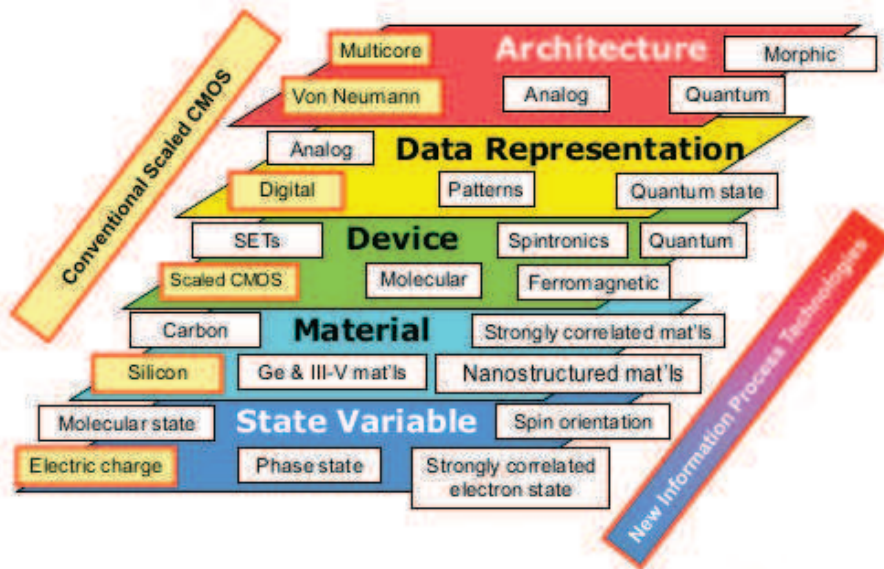 Conventional Scaled CMOS
Multicore
Architecture
Morphic
Von Neumann
Analog
Quantum
Analog
Data Representation
Digital
Patterns
Quantum state
SETs
Device
Spintronics
Quantum
Scaled CMOS
Molecular
Ferromagnetic
Carbon
Material
Strongly correlated mat'ls
Silicon
Ge & III-V mat'ls
Nanostructured mat'ls
Molecular state
State Variable
Spin orientation
Electric charge
Phase state
Strongly correlated
electron state
New Information Process Technologies